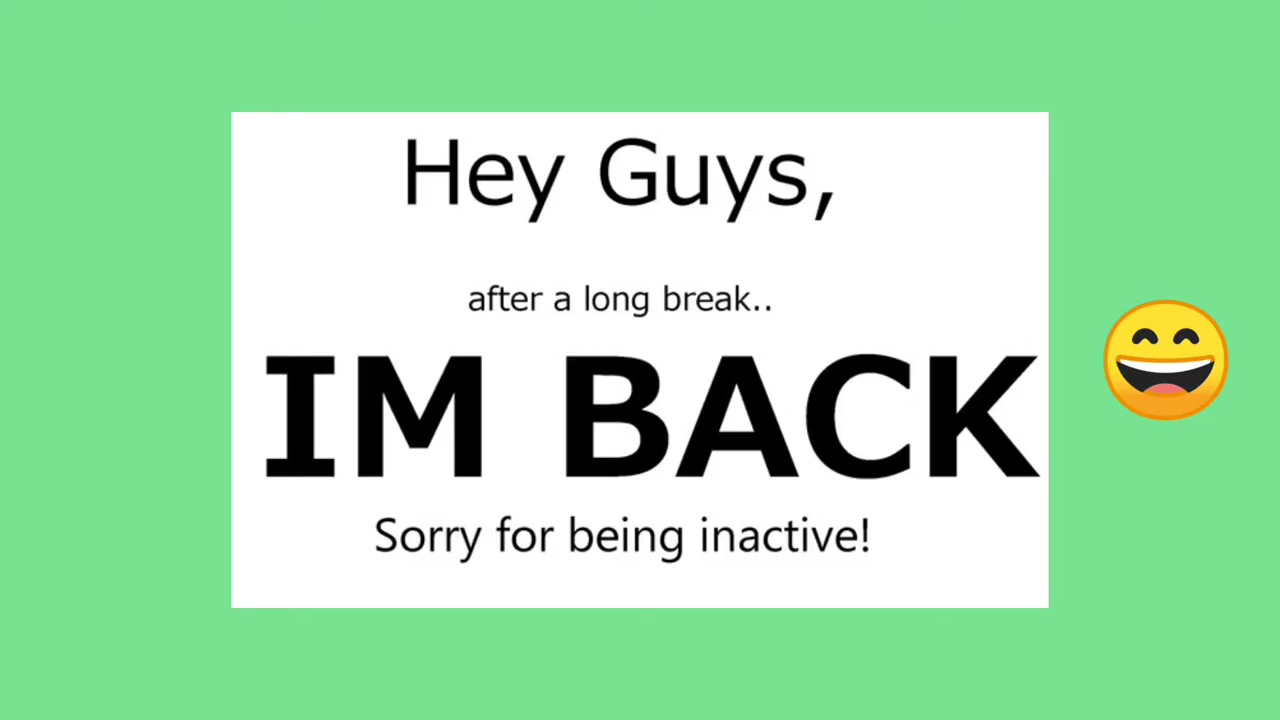 Hey Guys,
after a long break..
IM BACK
Sorry for being inactive!